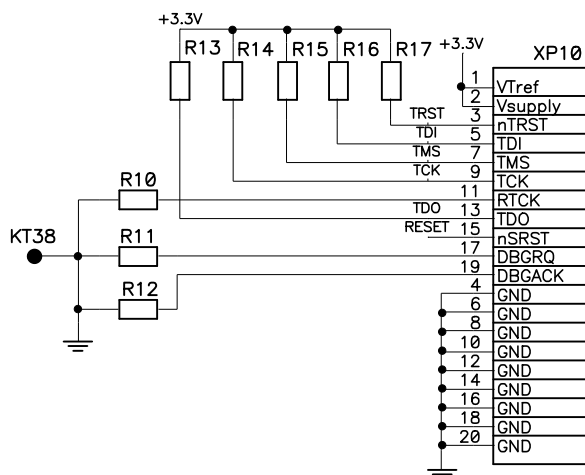 +3.3V
R13 R14 R15 R16 R17
+3.3V
XP10
1 VTref
2 Vsupply
TRST 3 nTRST
TDI 5 TDI
TMS 7 TMS
TCK 9 TCK
R10 11 RTCK
TDO 13 TDO
RESET 15 nSRST
KT38 R11 17 DBGRQ
19 DBGACK
R12 4 GND
6 GND
8 GND
10 GND
12 GND
14 GND
16 GND
18 GND
20 GND